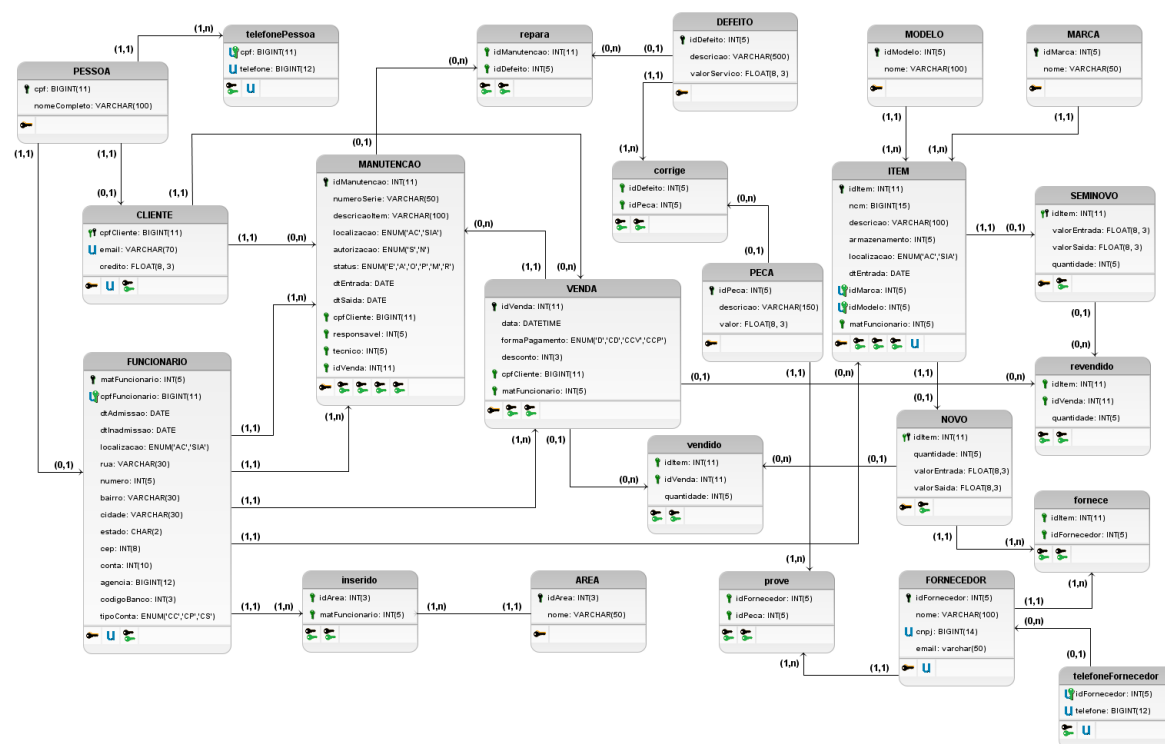 PESSOA
cpf: BIGINT(11)
nomeCompleto: VARCHAR(100)
(1,1)
(1,n)
(1,1)
(1,1)
telefonePessoa
cpf: BIGINT(11)
telefone: BIGINT(12)
repara
idManutencao: INT(11)
idDefeito: INT(5)
(0,n)
(0,1)
(0,n)
DEFEITO
idDefeito: INT(5)
descricao: VARCHAR(500)
valorServico: FLOAT(8, 3)
(1,1)
(1,n)
MODELO
idModelo: INT(5)
nome: VARCHAR(100)
(1,1)
(1,n)
MARCA
idMarca: INT(5)
nome: VARCHAR(50)
(1,1)
(1,n)
(0,1)
CLIENTE
cpfCliente: BIGINT(11)
email: VARCHAR(70)
credito: FLOAT(8, 3)
(1,1)
(1,1)
(0,n)
(0,1)
MANUTENCAO
idManutencao: INT(11)
numeroSerie: VARCHAR(50)
descricaoItem: VARCHAR(100)
localizacao: ENUM('AC','SIA')
autorizacao: ENUM('S','N')
status: ENUM('E','A','O','P','M','R')
dtEntrada: DATE
dtSaida: DATE
cpfCliente: BIGINT(11)
responsavel: INT(5)
tecnico: INT(5)
idVenda: INT(11)
(0,n)
(1,1)
(0,n)
(1,n)
(1,n)
VENDA
idVenda: INT(11)
data: DATETIME
formaPagamento: ENUM('D','CD','CCV','CCP')
desconto: INT(3)
cpfCliente: BIGINT(11)
matFuncionario: INT(5)
(1,n)
(0,1)
(0,1)
(0,n)
(0,n)
corrige
idDefeito: INT(5)
idPeca: INT(5)
(0,n)
(0,1)
PECA
idPeca: INT(5)
descricao: VARCHAR(150)
valor: FLOAT(8, 3)
(1,1)
ITEM
idItem: INT(11)
ncm: BIGINT(15)
descricao: VARCHAR(100)
armazenamento: INT(5)
localizacao: ENUM('AC','SIA')
dtEntrada: DATE
idMarca: INT(5)
idModelo: INT(5)
matFuncionario: INT(5)
(1,1)
(0,1)
(0,n)
(1,1)
(0,1)
SEMINOVO
idItem: INT(11)
valorEntrada: FLOAT(8, 3)
valorSaida: FLOAT(8, 3)
quantidade: INT(5)
(0,1)
(0,n)
revendido
idItem: INT(11)
idVenda: INT(11)
quantidade: INT(5)
FUNCIONARIO
matFuncionario: INT(5)
cpfFuncionario: BIGINT(11)
dtAdmissao: DATE
dtInadmissao: DATE
localizacao: ENUM('AC','SIA')
rua: VARCHAR(30)
numero: INT(5)
bairro: VARCHAR(30)
cidade: VARCHAR(30)
estado: CHAR(2)
cep: INT(8)
conta: INT(10)
agencia: BIGINT(12)
codigoBanco: INT(3)
tipoConta: ENUM('CC','CP','CS')
(0,1)
(1,1)
(1,1)
(1,1)
(1,1)
(1,1)
(1,n)
inserido
idArea: INT(3)
matFuncionario: INT(5)
(1,n)
(1,1)
AREA
idArea: INT(3)
nome: VARCHAR(50)
vendido
idItem: INT(11)
idVenda: INT(11)
quantidade: INT(5)
(0,n)
(0,1)
NOVO
idItem: INT(11)
quantidade: INT(5)
valorEntrada: FLOAT(8,3)
valorSaida: FLOAT(8,3)
(1,1)
(1,n)
fornece
idItem: INT(11)
idFornecedor: INT(5)
(1,n)
(1,n)
prove
idFornecedor: INT(5)
idPeca: INT(5)
(1,n)
(1,1)
FORNECEDOR
idFornecedor: INT(5)
nome: VARCHAR(100)
cnpj: BIGINT(14)
email: varchar(50)
(1,1)
(0,n)
(0,1)
telefoneFornecedor
idFornecedor: INT(5)
telefone: BIGINT(12)